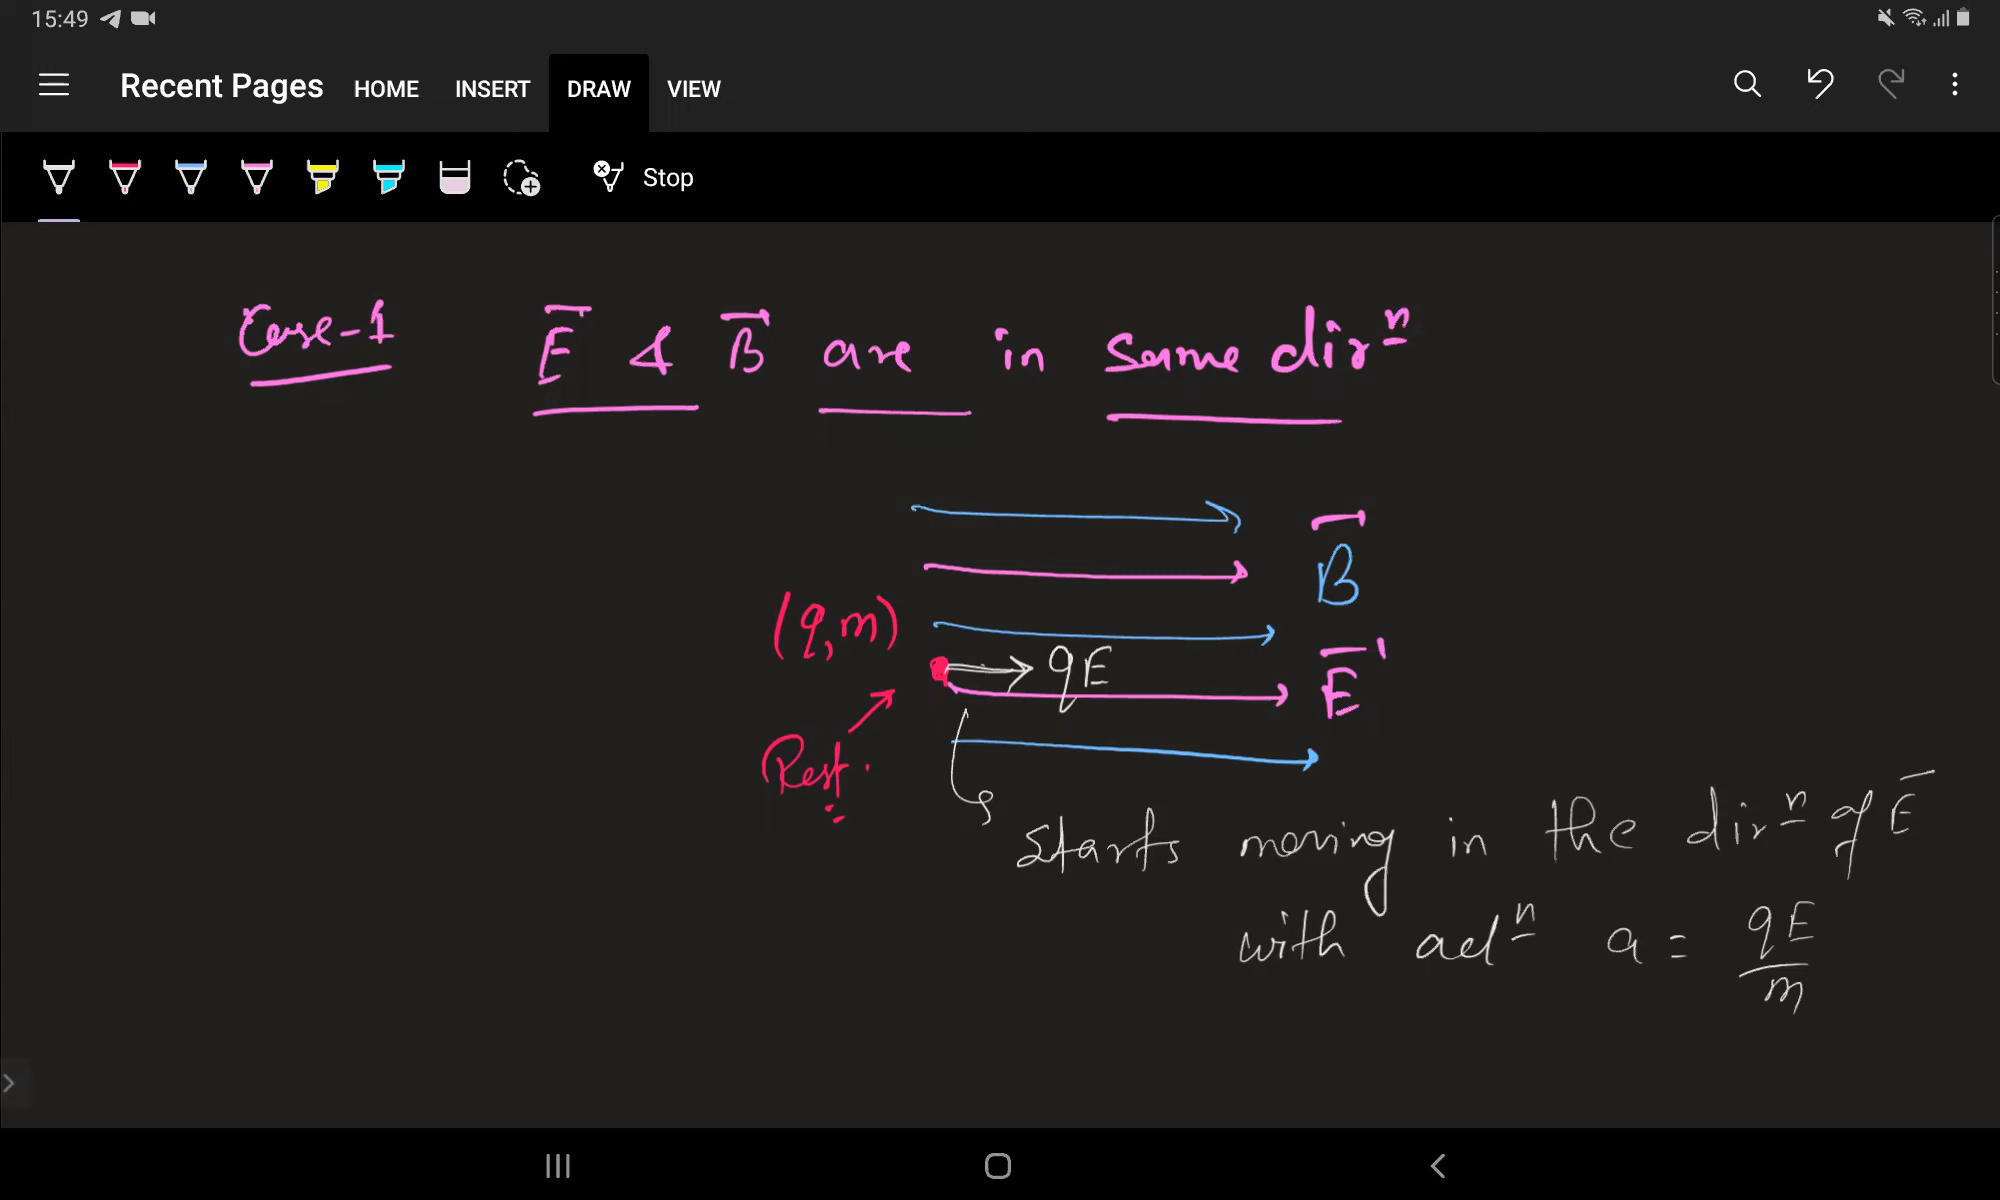 15:49
Recent Pages HOME INSERT DRAW VIEW
Stop
Case-1 E & B are in same dirⁿ
B
(q,m)
qE
E
Rest.
starts moving in the dirⁿ of E
with aclⁿ a = qE/m